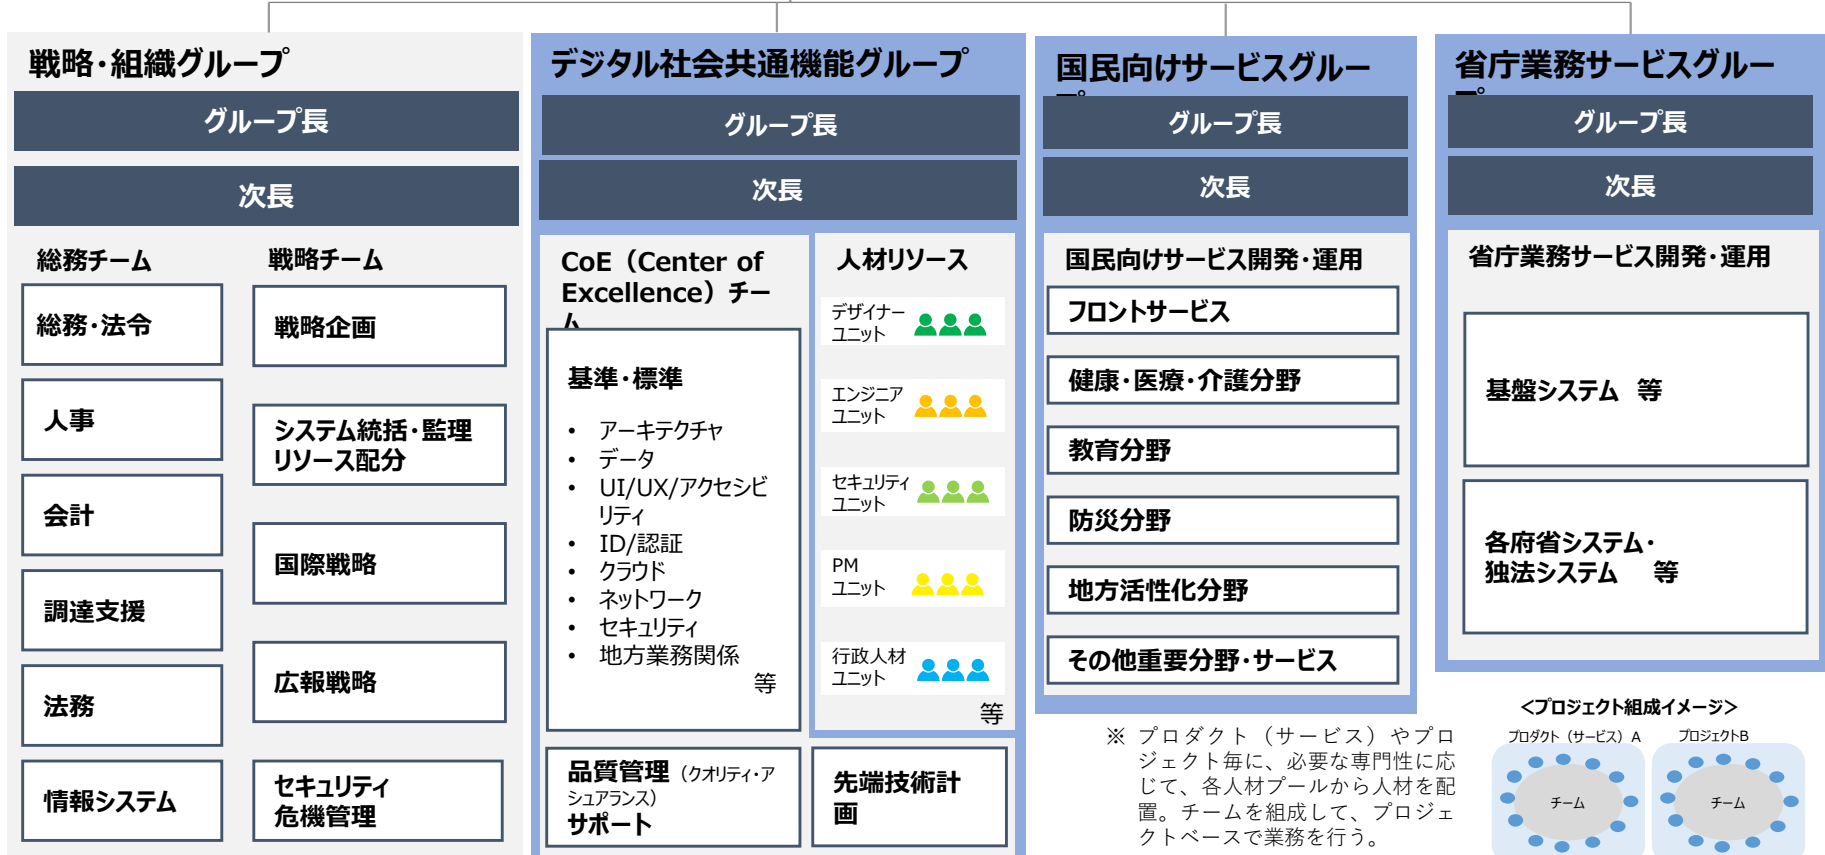 戦略・組織グループ
グループ長
次長
総務チーム
総務・法令
人事
会計
調達支援
法務
情報システム
戦略チーム
戦略企画
システム統括・監理
リソース配分
国際戦略
広報戦略
セキュリティ
危機管理
デジタル社会共通機能グループ
グループ長
次長
CoE（Center of
Excellence）チー
ム
基準・標準
• アーキテクチャ
• データ
• UI/UX/アクセシビ
リティ
• ID/認証
• クラウド
• ネットワーク
• セキュリティ
• 地方業務関係
等
人材リソース
デザイナー
ユニット
エンジニア
ユニット
セキュリティ
ユニット
PM
ユニット
行政人材
ユニット
等
品質管理（クオリティ・ア
シュアランス）
サポート
先端技術計
画
国民向けサービスグルー
プ
グループ長
次長
国民向けサービス開発・運用
フロントサービス
健康・医療・介護分野
教育分野
防災分野
地方活性化分野
その他重要分野・サービス
省庁業務サービスグルー
プ
グループ長
次長
省庁業務サービス開発・運用
基盤システム 等
各府省システム・
独法システム 等
※ プロダクト（サービス）やプロ
ジェクト毎に、必要な専門性に応
じて、各人材プールから人材を配
置。チームを組成して、プロジェ
クトベースで業務を行う。
＜プロジェクト組成イメージ＞
プロダクト（サービス）A
チーム
プロジェクトB
チーム